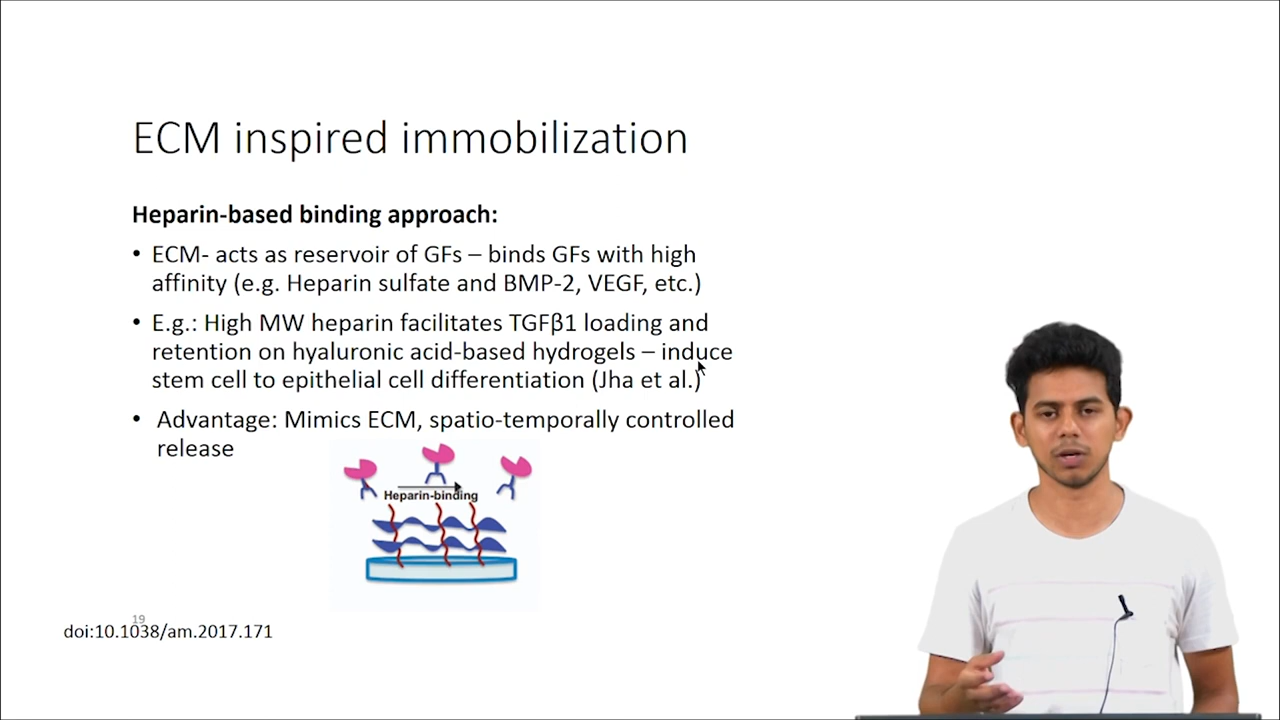 ECM inspired immobilization
Heparin-based binding approach:
• ECM- acts as reservoir of GFs – binds GFs with high
affinity (e.g. Heparin sulfate and BMP-2, VEGF, etc.)
• E.g.: High MW heparin facilitates TGFβ1 loading and
retention on hyaluronic acid-based hydrogels – induce
stem cell to epithelial cell differentiation (Jha et al.)
• Advantage: Mimics ECM, spatio-temporally controlled
release
Heparin-binding
19
doi:10.1038/am.2017.171